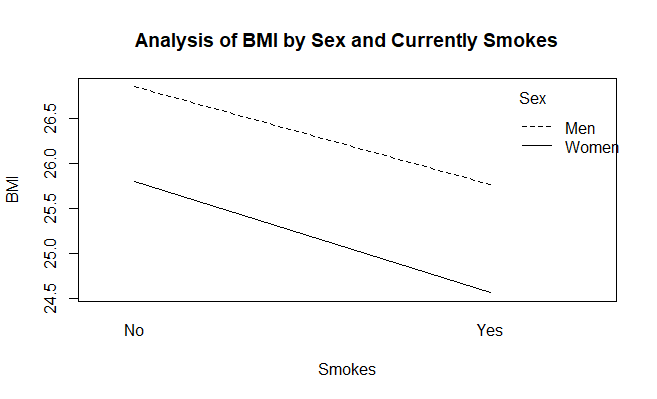 Analysis of BMI by Sex and Currently Smokes
Sex
Men
Women
BMI
26.5
26.0
25.5
25.0
24.5
No Yes
Smokes